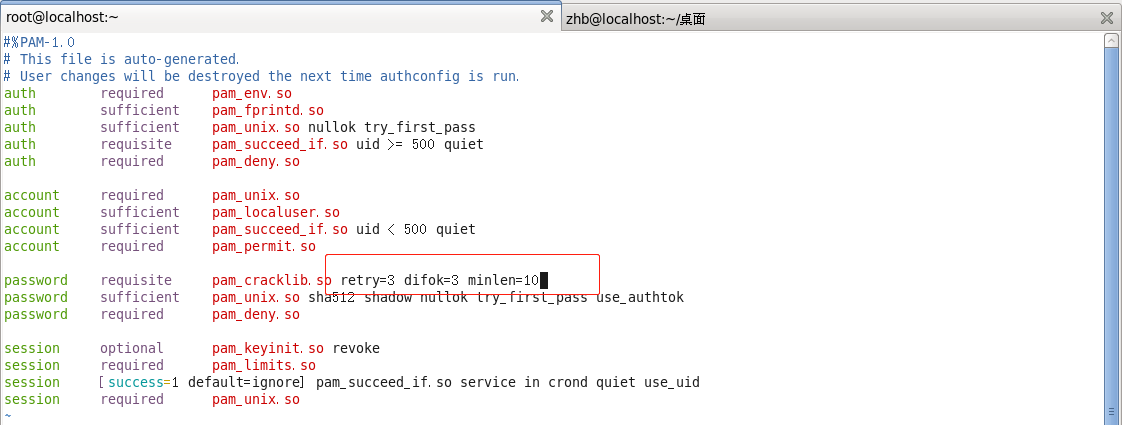 root@localhost:~
zhb@localhost:~/桌面
#%PAM-1.0
# This file is auto-generated.
# User changes will be destroyed the next time authconfig is run.
auth        required      pam_env.so
auth        sufficient    pam_fprintd.so
auth        sufficient    pam_unix.so nullok try_first_pass
auth        requisite     pam_succeed_if.so uid >= 500 quiet
auth        required      pam_deny.so

account     required      pam_unix.so
account     sufficient    pam_localuser.so
account     sufficient    pam_succeed_if.so uid < 500 quiet
account     required      pam_permit.so

password    requisite     pam_cracklib.so retry=3 difok=3 minlen=10
password    sufficient    pam_unix.so sha512 shadow nullok try_first_pass use_authtok
password    required      pam_deny.so

session     optional      pam_keyinit.so revoke
session     required      pam_limits.so
session     [success=1 default=ignore] pam_succeed_if.so service in crond quiet use_uid
session     required      pam_unix.so
~